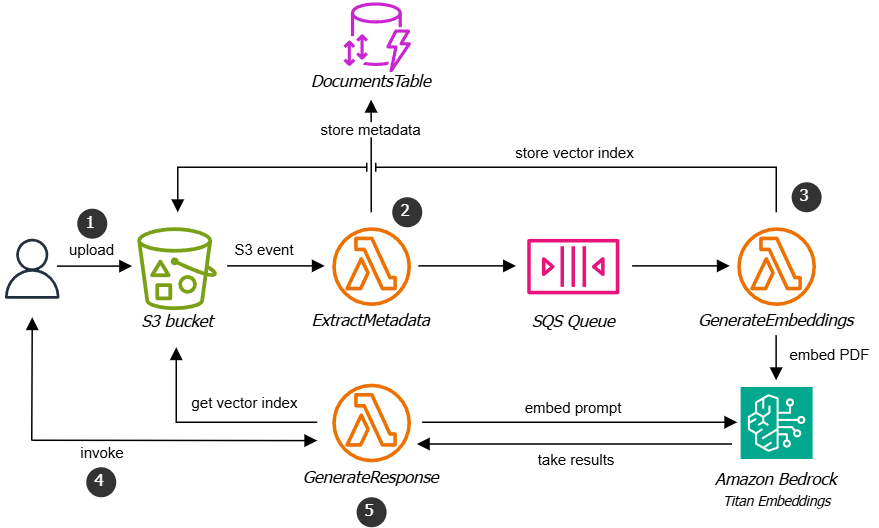 DocumentsTable
store metadata
store vector index
1
2
3
upload
S3 event
S3 bucket
ExtractMetadata
SQS Queue
GenerateEmbeddings
embed PDF
get vector index
embed prompt
invoke
take results
4
GenerateResponse
Amazon Bedrock
Titan Embeddings
5